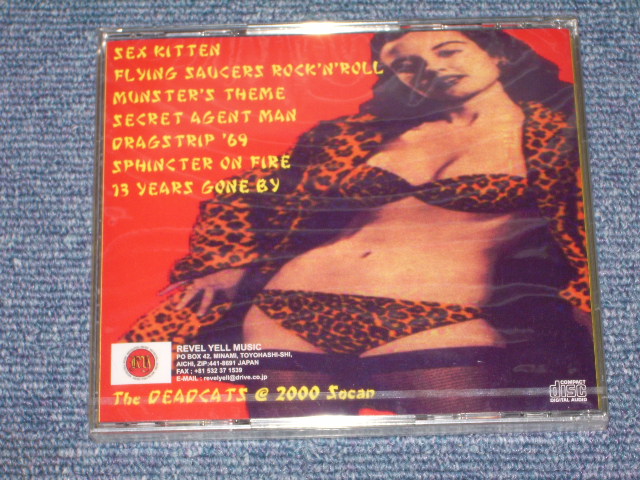 SEX KITTEN
FLYING SAUCERS ROCK'N'ROLL
MUNSTER'S THEME
SECRET AGENT MAN
DRAGSTRIP '69
SPHINCTER ON FIRE
13 YEARS GONE BY
REVEL YELL MUSIC
PO BOX 42, MINAMI, TOYOHASHI-SHI,
AICHI, ZIP:441-8691 JAPAN
FAX ; +81 532 37 1539
E-MAIL : revelyell@drive.co.jp
The DEADCATS @ 2000 Socan
COMPACT
disc
DIGITAL AUDIO